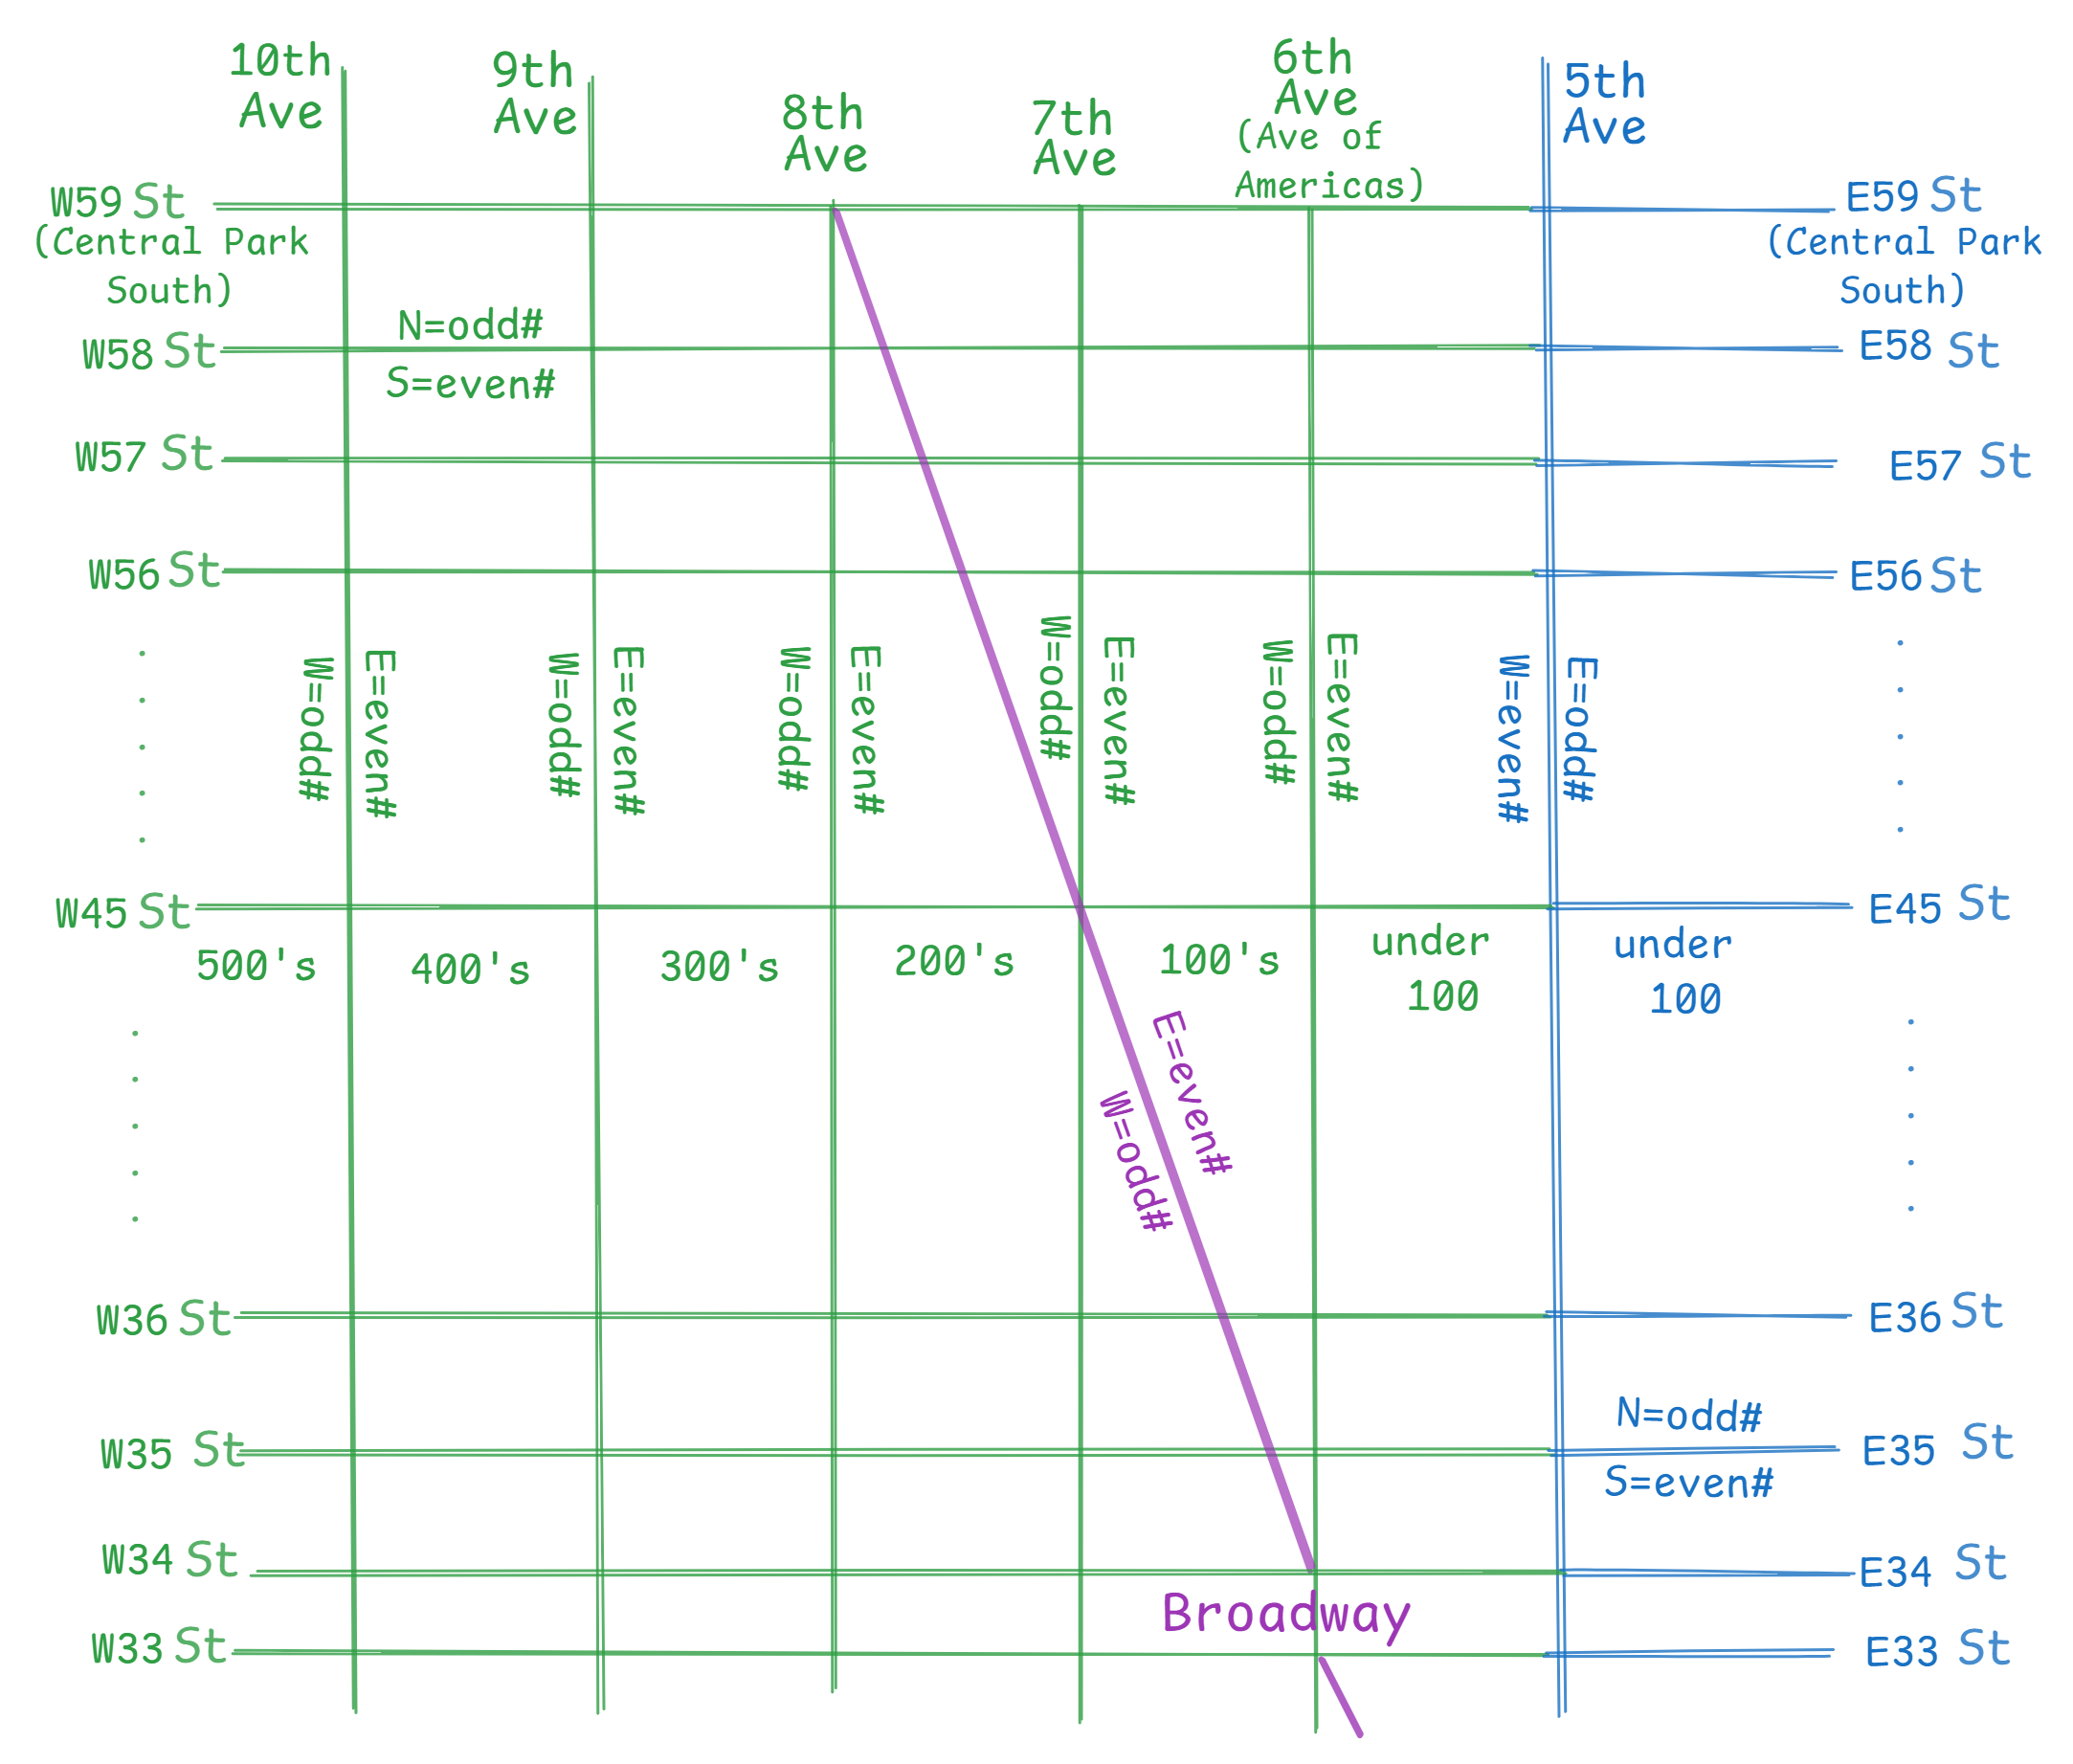 10th
Ave
9th
Ave
8th
Ave
7th
Ave
6th
Ave
(Ave of
Americas)
5th
Ave
W59 St
(Central Park
South)
E59 St
(Central Park
South)
N=odd#
W58 St
S=even#
E58 St
W57 St
E57 St
W56 St
E56 St
W=odd#
E=even#
W=odd#
E=even#
W=odd#
E=even#
W=odd#
E=even#
W=odd#
E=even#
W=even#
E=odd#
W45 St
E45 St
500's
400's
300's
200's
100's
under
100
under
100
E=even#
W=odd#
W36 St
E36 St
N=odd#
W35 St
E35 St
S=even#
W34 St
E34 St
Broadway
W33 St
E33 St